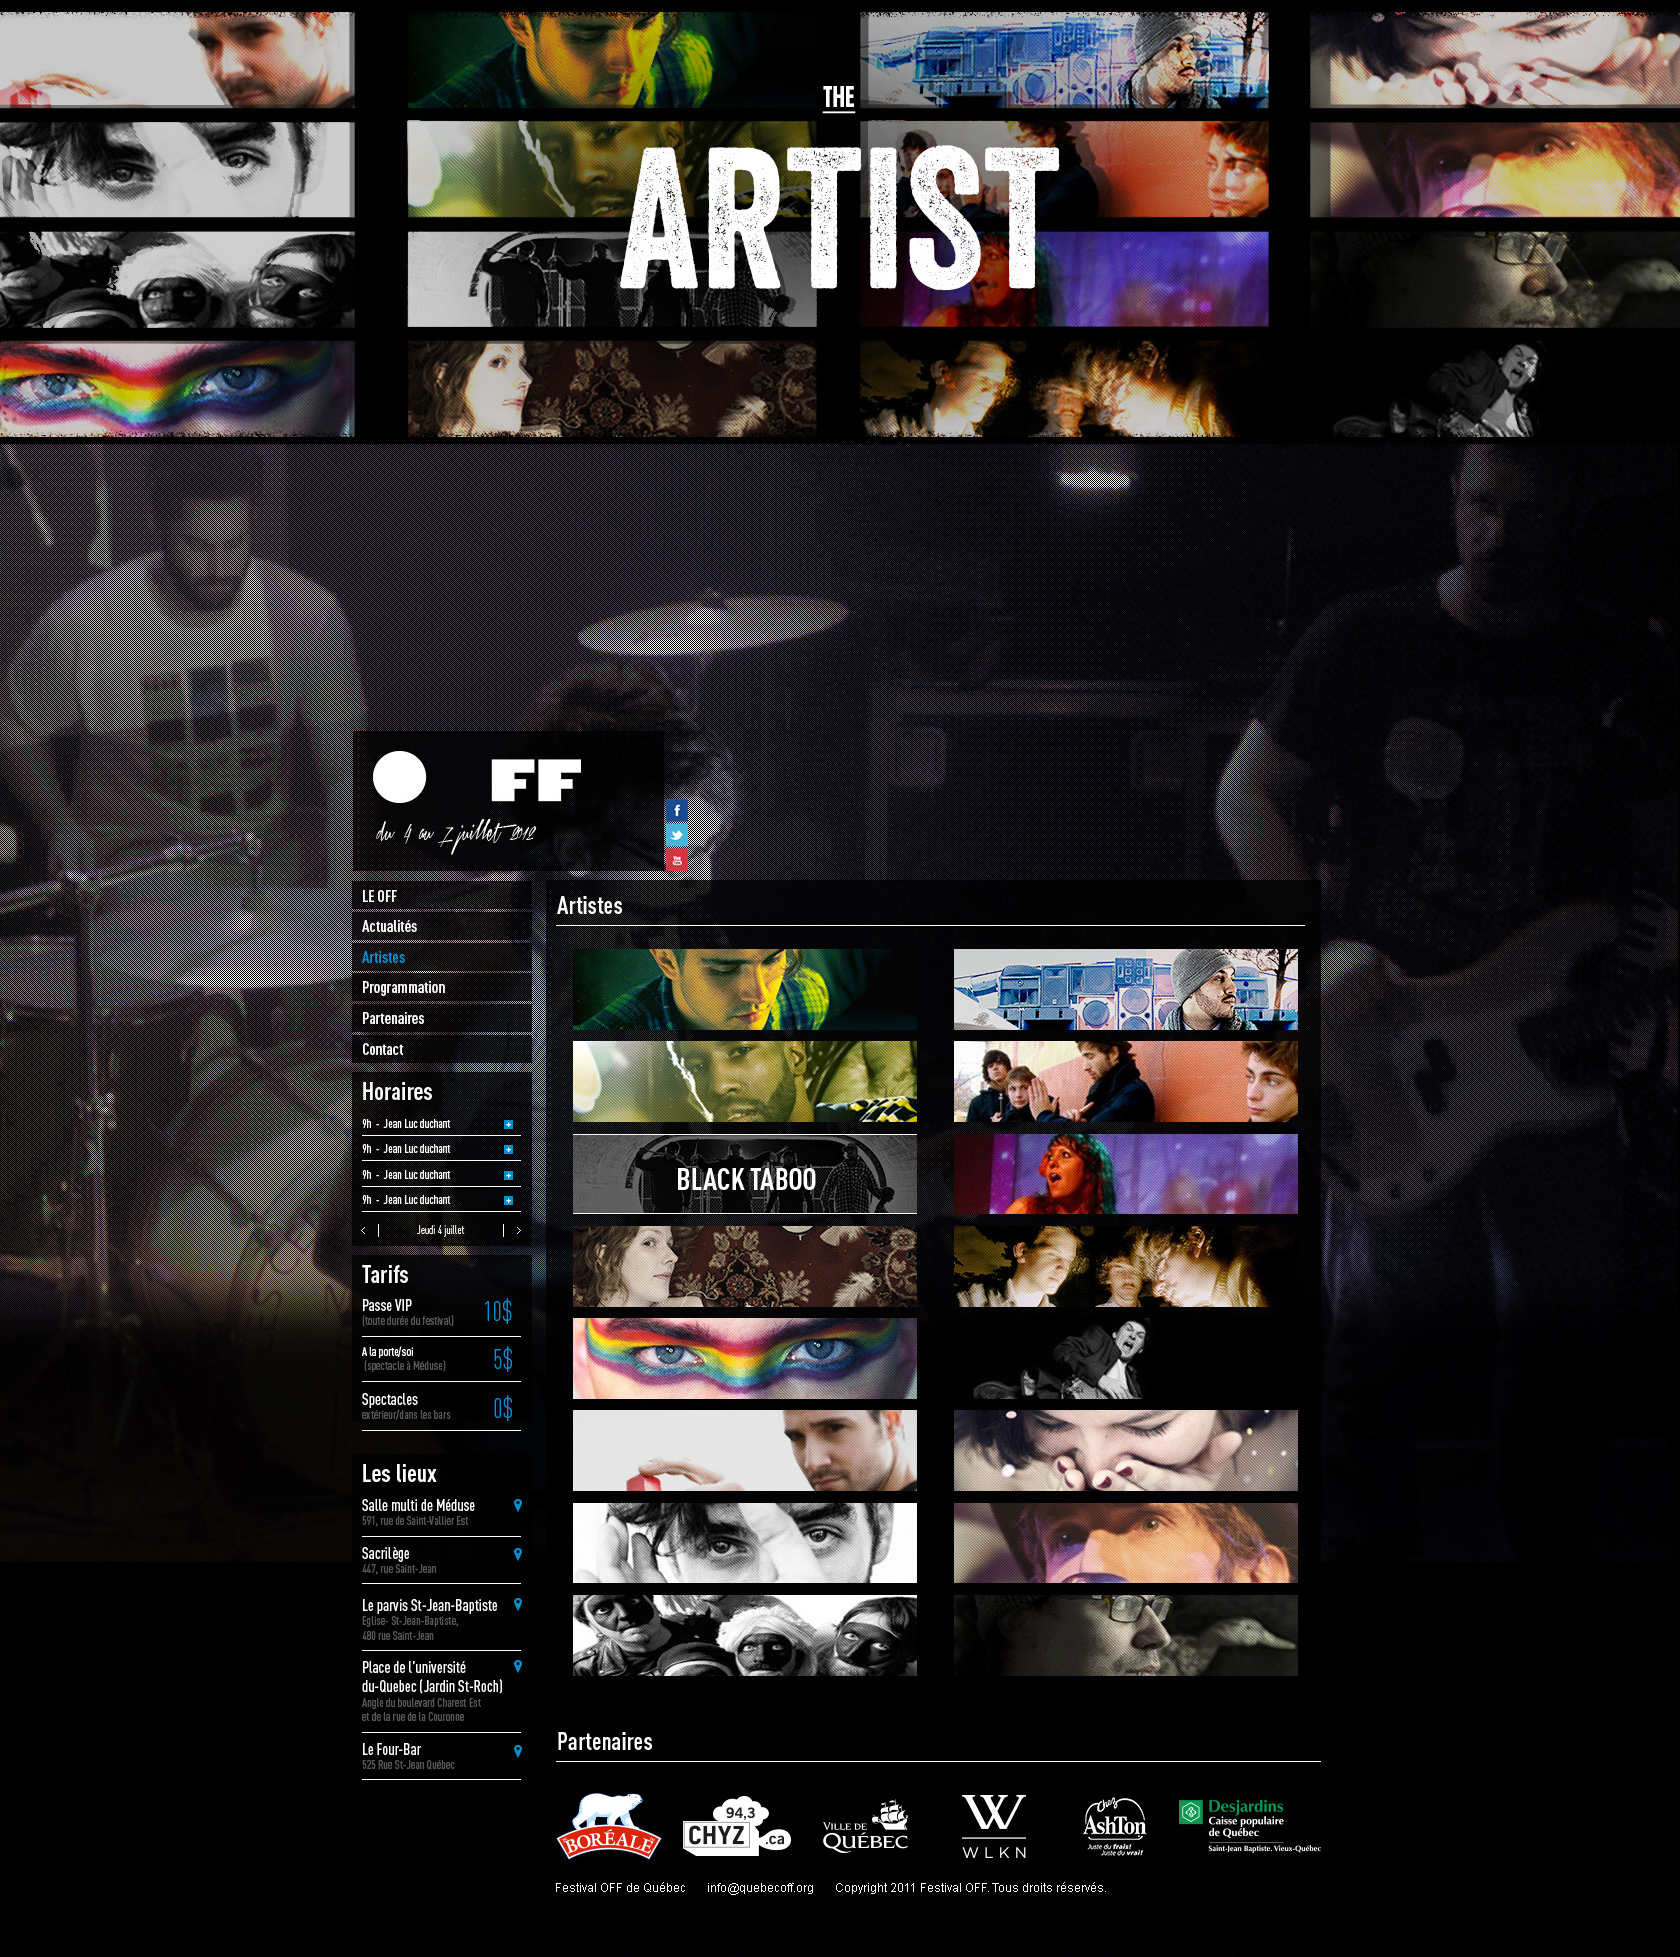 THE
ARTIST
FF
du 4 au 7 juillet 2012
f
You
LE OFF
Actualités
Artistes
Programmation
Partenaires
Contact
Horaires
9h - Jean Luc duchant
9h - Jean Luc duchant
9h - Jean Luc duchant
9h - Jean Luc duchant
< | Jeudi 4 juillet | >
Tarifs
Passe VIP 10$
(toute durée du festival)
A la porte/soi 5$
(spectacle à Méduse)
Spectacles 0$
extérieur/dans les bars
Les lieux
Salle multi de Méduse
591, rue de Saint-Vallier Est
Sacrilège
447, rue Saint-Jean
Le parvis St-Jean-Baptiste
Eglise- St-Jean-Baptiste,
480 rue Saint-Jean
Place de l'université
du-Quebec (Jardin St-Roch)
Angle du boulevard Charest Est
et de la rue de la Couronne
Le Four-Bar
525 Rue St-Jean Québec
Artistes
BLACK TABOO
Partenaires
BORÉALE
94,3
CHYZ .ca
VILLE DE
QUÉBEC
W
WLKN
Chez
AshTon
Juste du frais!
Juste du vrai!
Desjardins
Caisse populaire
de Québec
Saint-Jean Baptiste. Vieux-Québec
Festival OFF de Québec info@quebecoff.org Copyright 2011 Festival OFF. Tous droits réservés.